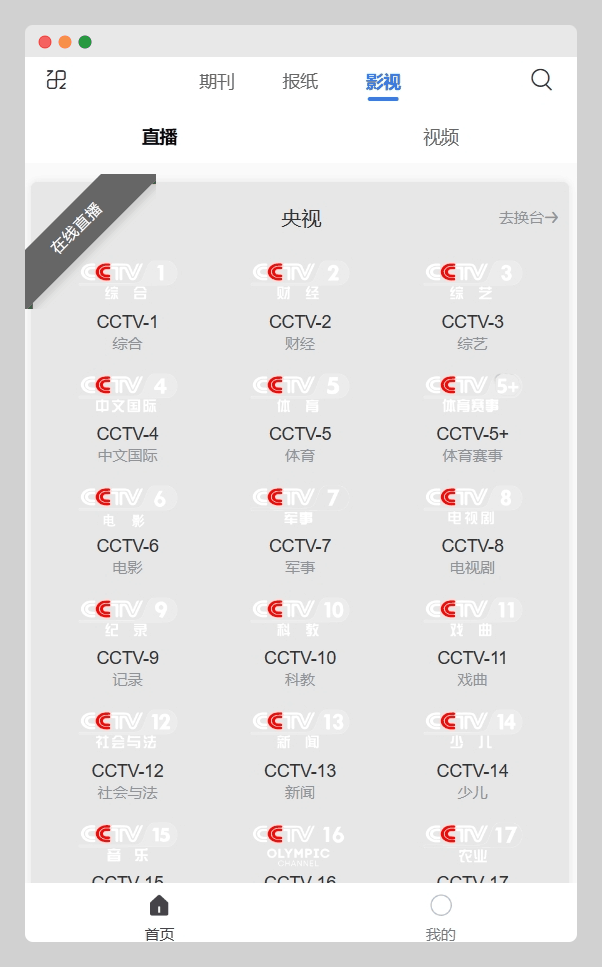 期刊 报纸 影视
直播 视频
在线直播
央视 去换台→
CCTV 1 CCTV 2 CCTV 3
综合 财经 综艺
CCTV-1 CCTV-2 CCTV-3
综合 财经 综艺
CCTV 4 CCTV 5 CCTV 5+
中文国际 体育 体育赛事
CCTV-4 CCTV-5 CCTV-5+
中文国际 体育 体育赛事
CCTV 6 CCTV 7 CCTV 8
电影 军事 电视剧
CCTV-6 CCTV-7 CCTV-8
电影 军事 电视剧
CCTV 9 CCTV 10 CCTV 11
纪录 科教 戏曲
CCTV-9 CCTV-10 CCTV-11
记录 科教 戏曲
CCTV 12 CCTV 13 CCTV 14
社会与法 新闻 少儿
CCTV-12 CCTV-13 CCTV-14
社会与法 新闻 少儿
CCTV 15 CCTV 16 CCTV 17
音乐 OLYMPIC CHANNEL 农业
CCTV-15 CCTV-16 CCTV-17
首页 我的